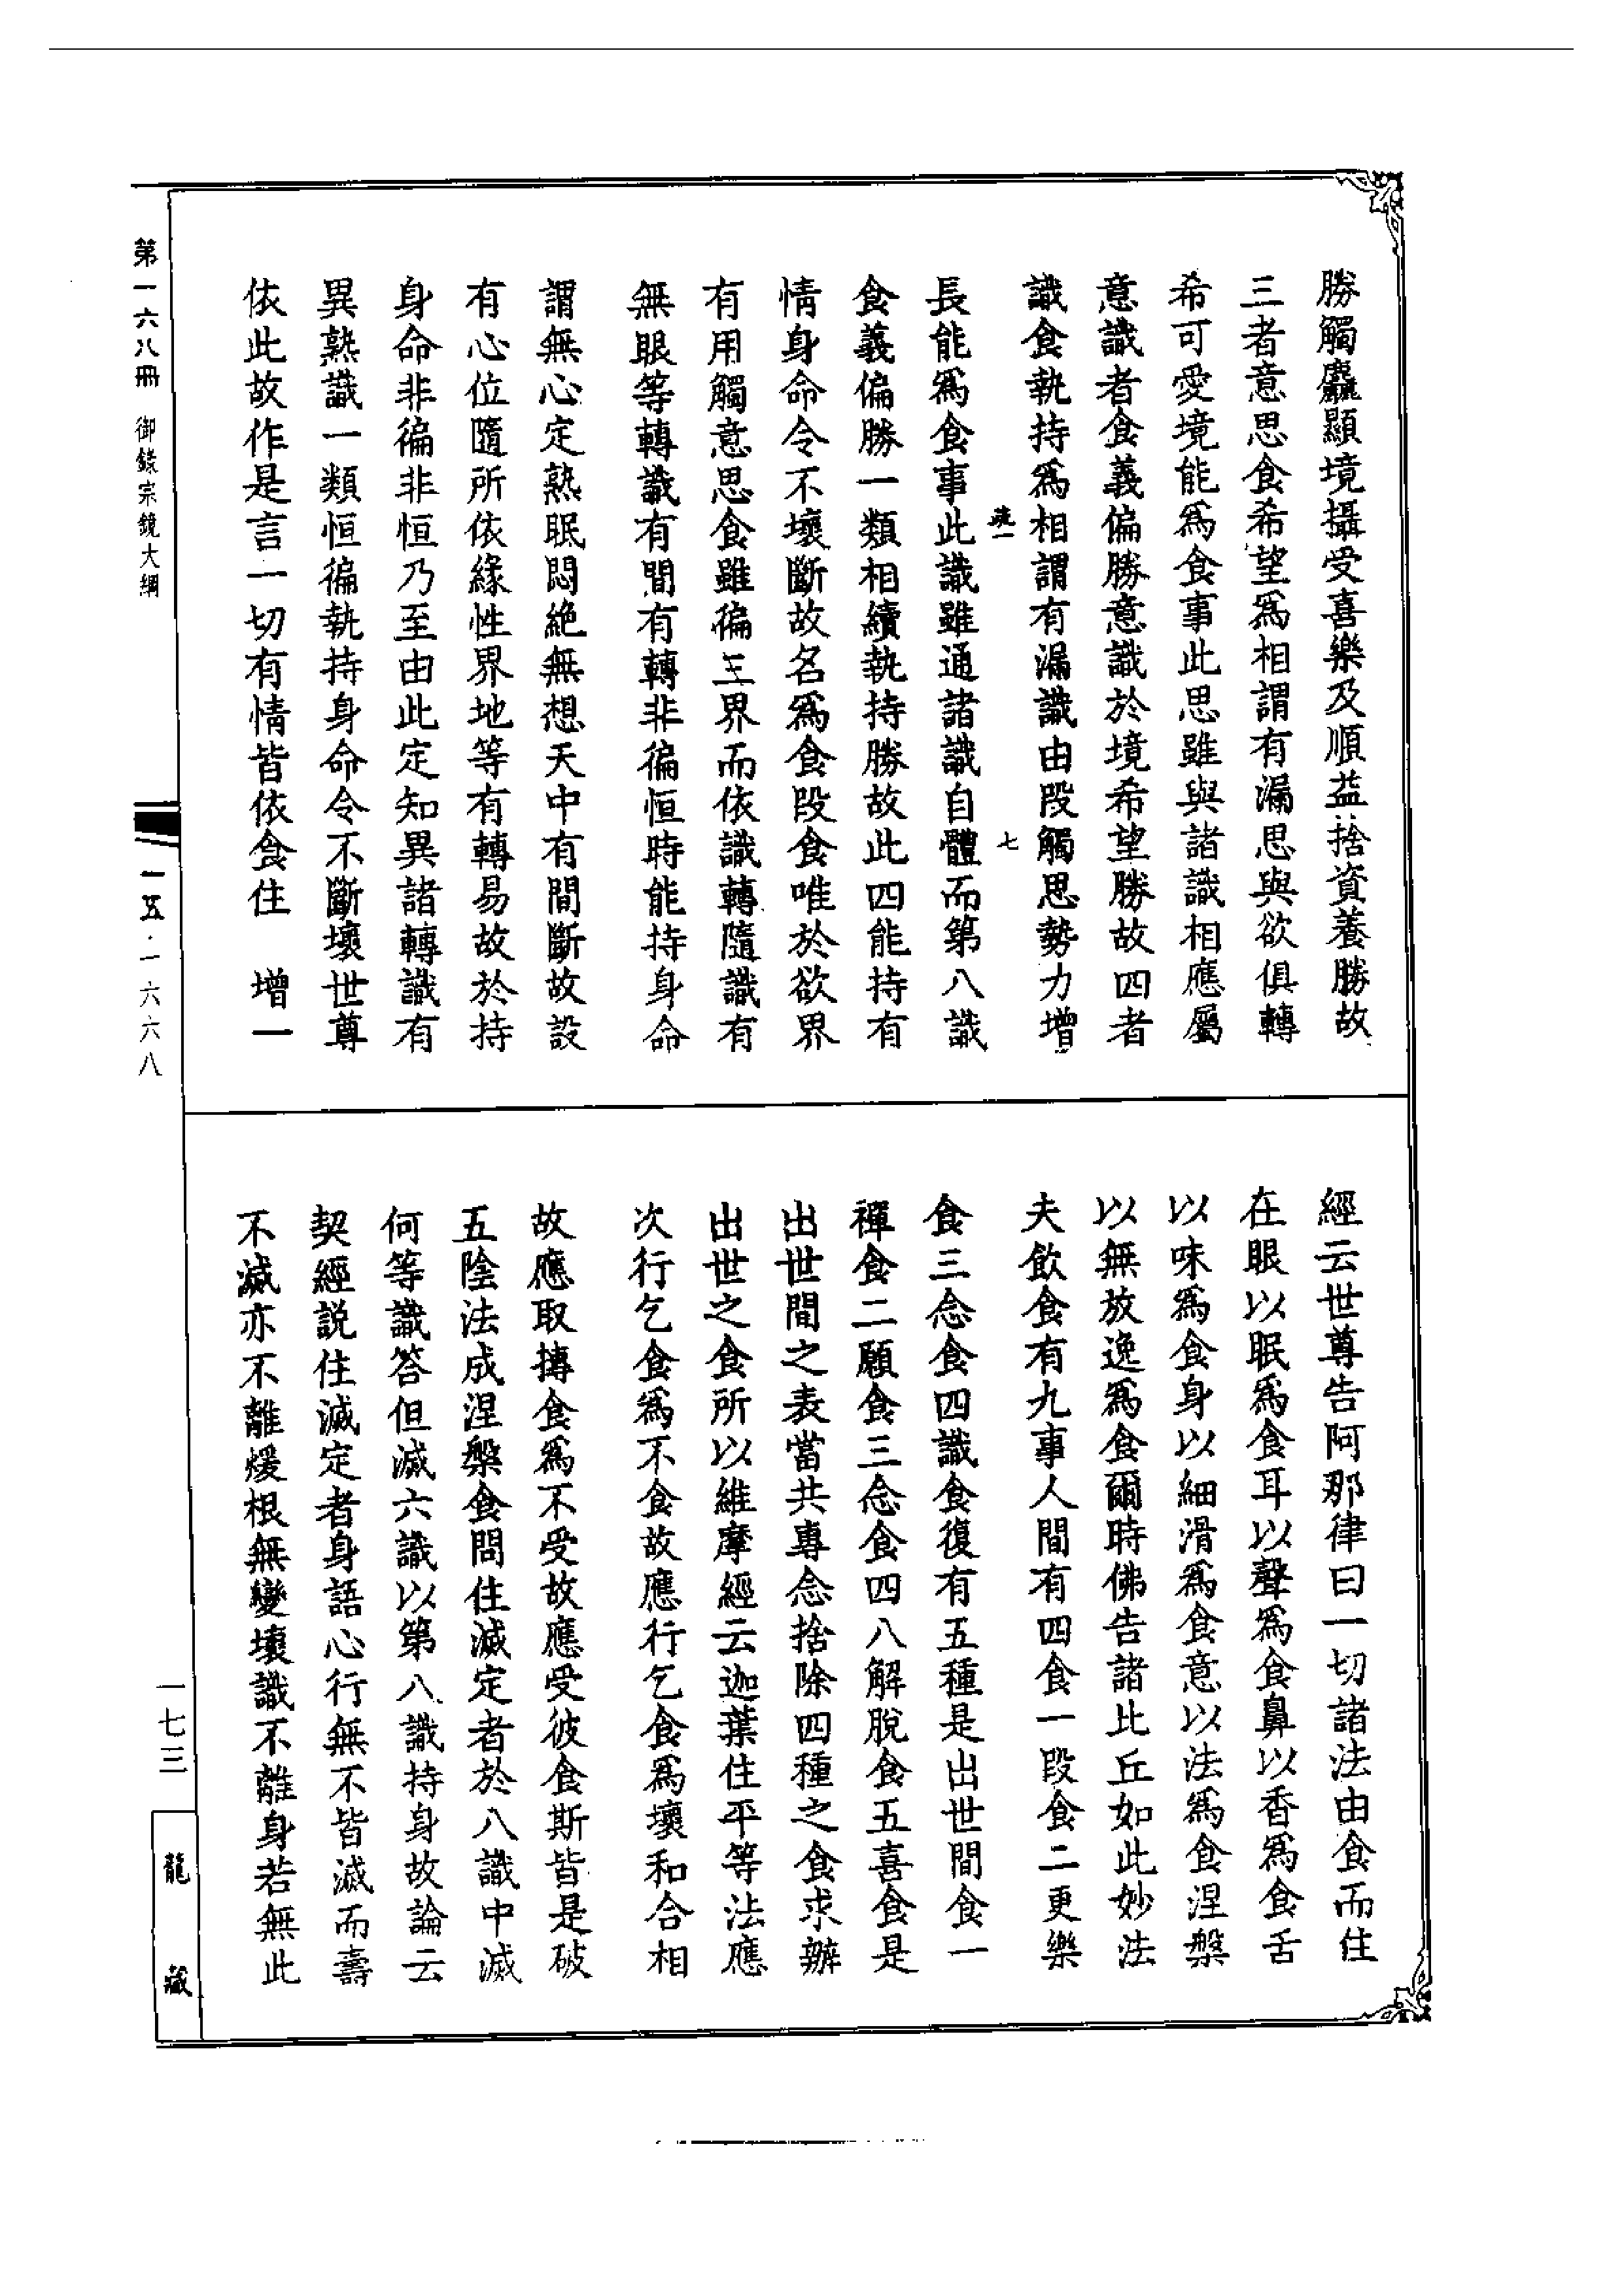 勝觸麤顯境攝受喜樂及順益捨資養勝故
三者意思食希望爲相謂有漏思與欲俱轉
希可愛境能爲食事此思雖與諸識相應屬
意識者食義偏勝意識於境希望勝故四者
識食執持爲相謂有漏識由段觸思勢力增
七
長能爲食事此識雖通諸識自體而第八識
食義偏勝一類相續執持勝故此四能持有
情身命令不壞斷故名爲食段食唯於欲界
有用觸意思食雖徧三界而依識轉隨識有
無眼等轉識有間有轉非徧恒時能持身命
謂無心定熟眠悶絶無想天中有間斷故設
有心位隨所依緣性界地等有轉易故於持
身命非徧非恒乃至由此定知異諸轉識有
異熟識一類恒徧執持身命令不斷壞世尊
依此故作是言一切有情皆依食住 增一
經云世尊告阿那律曰一切諸法由食而住
在眼以眠爲食耳以聲爲食鼻以香爲食舌
以味爲食身以細滑爲食意以法爲食涅槃
以無放逸爲食爾時佛告諸比丘如此妙法
夫飲食有九事人間有四食一段食二更樂
食三念食四識食復有五種是出世間食一
禪食二願食三念食四八解脫食五喜食是
出世間之表當共專念捨除四種之食求辦
出世之食所以維摩經云迦葉住平等法應
次行乞食爲不食故應行乞食爲壞和合相
故應取摶食爲不受故應受彼食斯皆是破
五陰法成涅槃食問住滅定者於八識中滅
何等識答但滅六識以第八識持身故論云
契經説住滅定者身語心行無不皆滅而壽
不滅亦不離煖根無變壞識不離身若無此
第一六八冊 御錄宗鏡大綱
一五·一六六八
一七三
龍藏